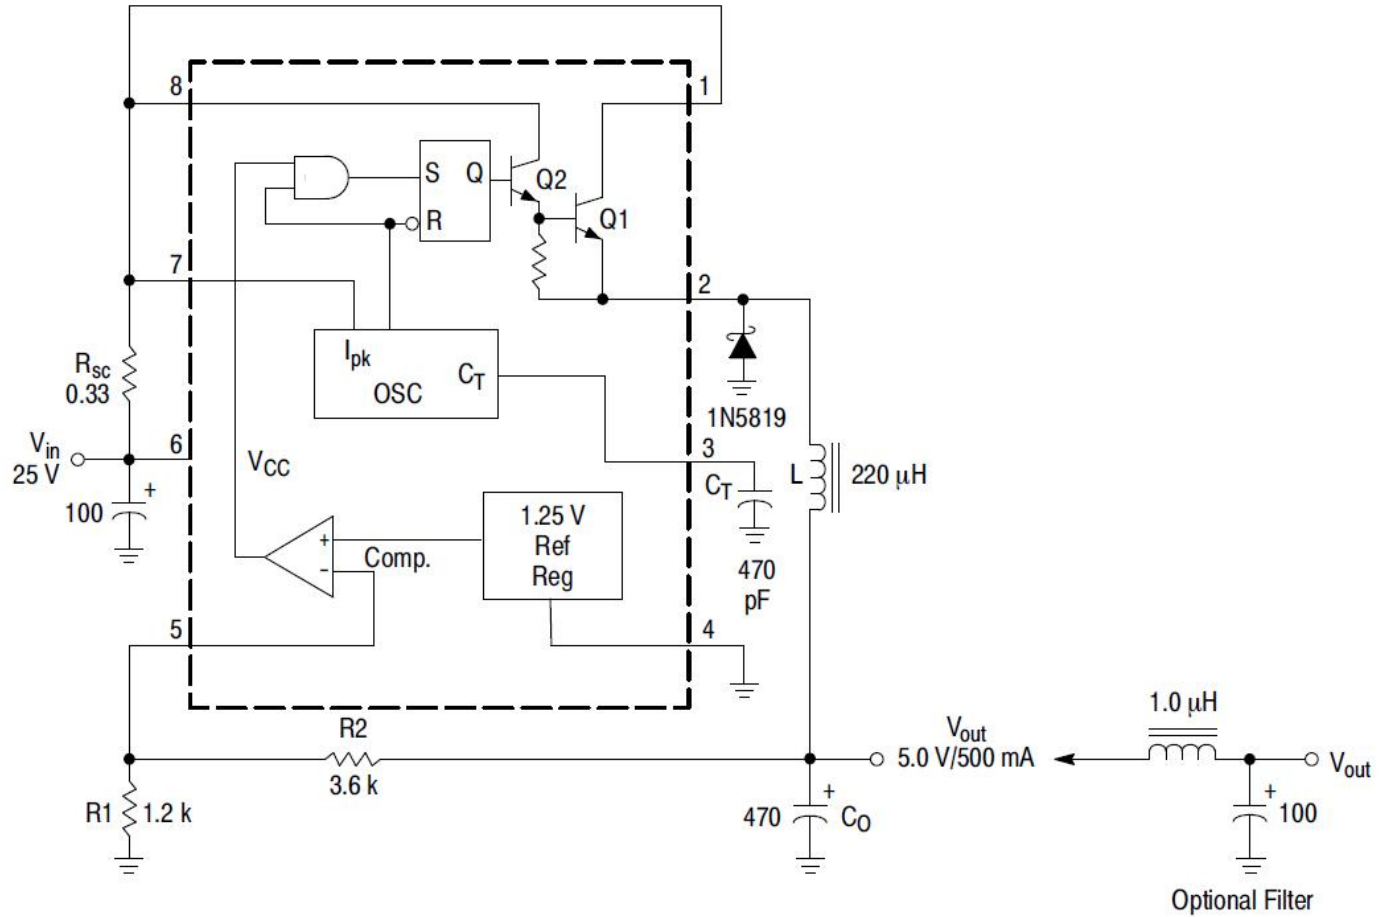 8
1
S Q
Q2
R
Q1
7
2
Ipk
CT
OSC
Rsc
0.33
1N5819
Vin
25 V
6
VCC
3
CT
L
220 µH
100
+
1.25 V
Ref
Reg
+
-
Comp.
470
pF
5
4
R2
3.6 k
Vout
5.0 V/500 mA
1.0 µH
Vout
R1
1.2 k
470
+
CO
+
100
Optional Filter